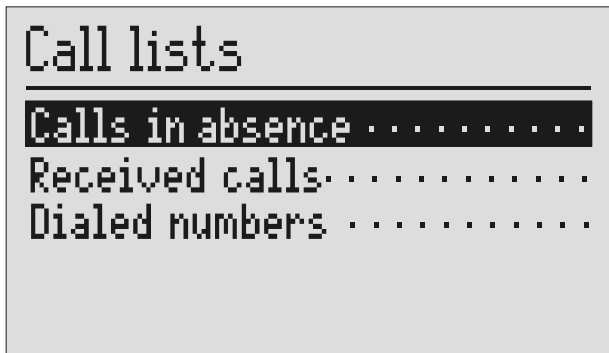 Call lists
Calls in absence ..........
Received calls............
Dialed numbers ...........